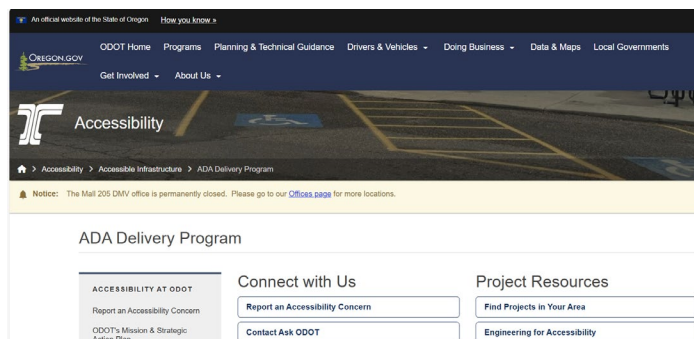 An official website of the State of Oregon How you know »
OREGON.GOV
ODOT Home Programs Planning & Technical Guidance Drivers & Vehicles Doing Business Data & Maps Local Governments
Get Involved About Us
Accessibility
> Accessibility > Accessible Infrastructure > ADA Delivery Program
Notice: The Mall 205 DMV office is permanently closed. Please go to our Offices page for more locations.
ADA Delivery Program
ACCESSIBILITY AT ODOT
Report an Accessibility Concern
ODOT's Mission & Strategic
Action Plan
Connect with Us
Report an Accessibility Concern
Contact Ask ODOT
Project Resources
Find Projects in Your Area
Engineering for Accessibility